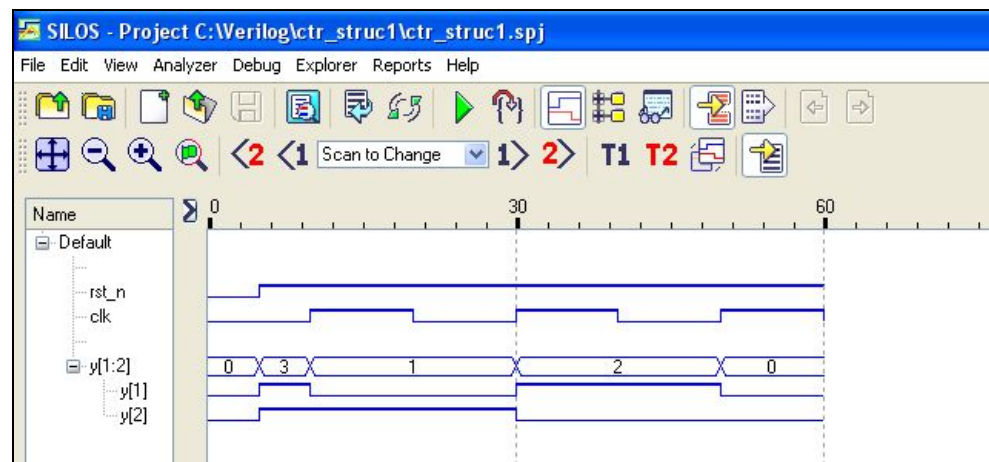 SILOS - Project C:\Verilog\ctr_struc1\ctr_struc1.spj
File Edit View Analyzer Debug Explorer Reports Help
<2 <1 Scan to Change 1> 2> T1 T2
Name 0 30 60
Default
rst_n
clk
y[1:2] 0 3 1 2 0
y[1]
y[2]